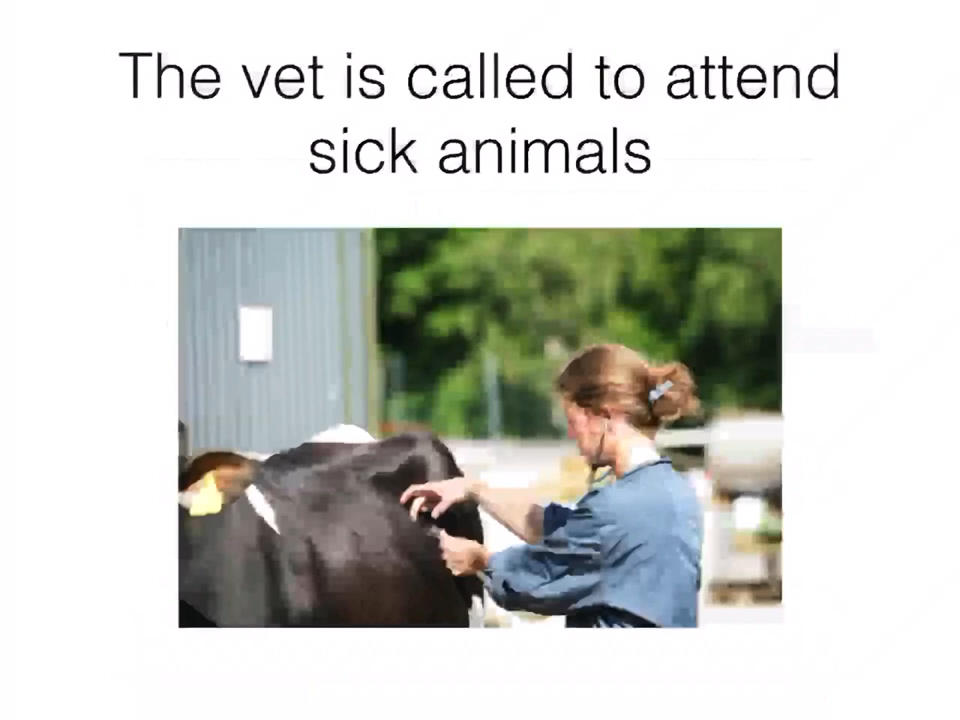 The vet is called to attend
sick animals